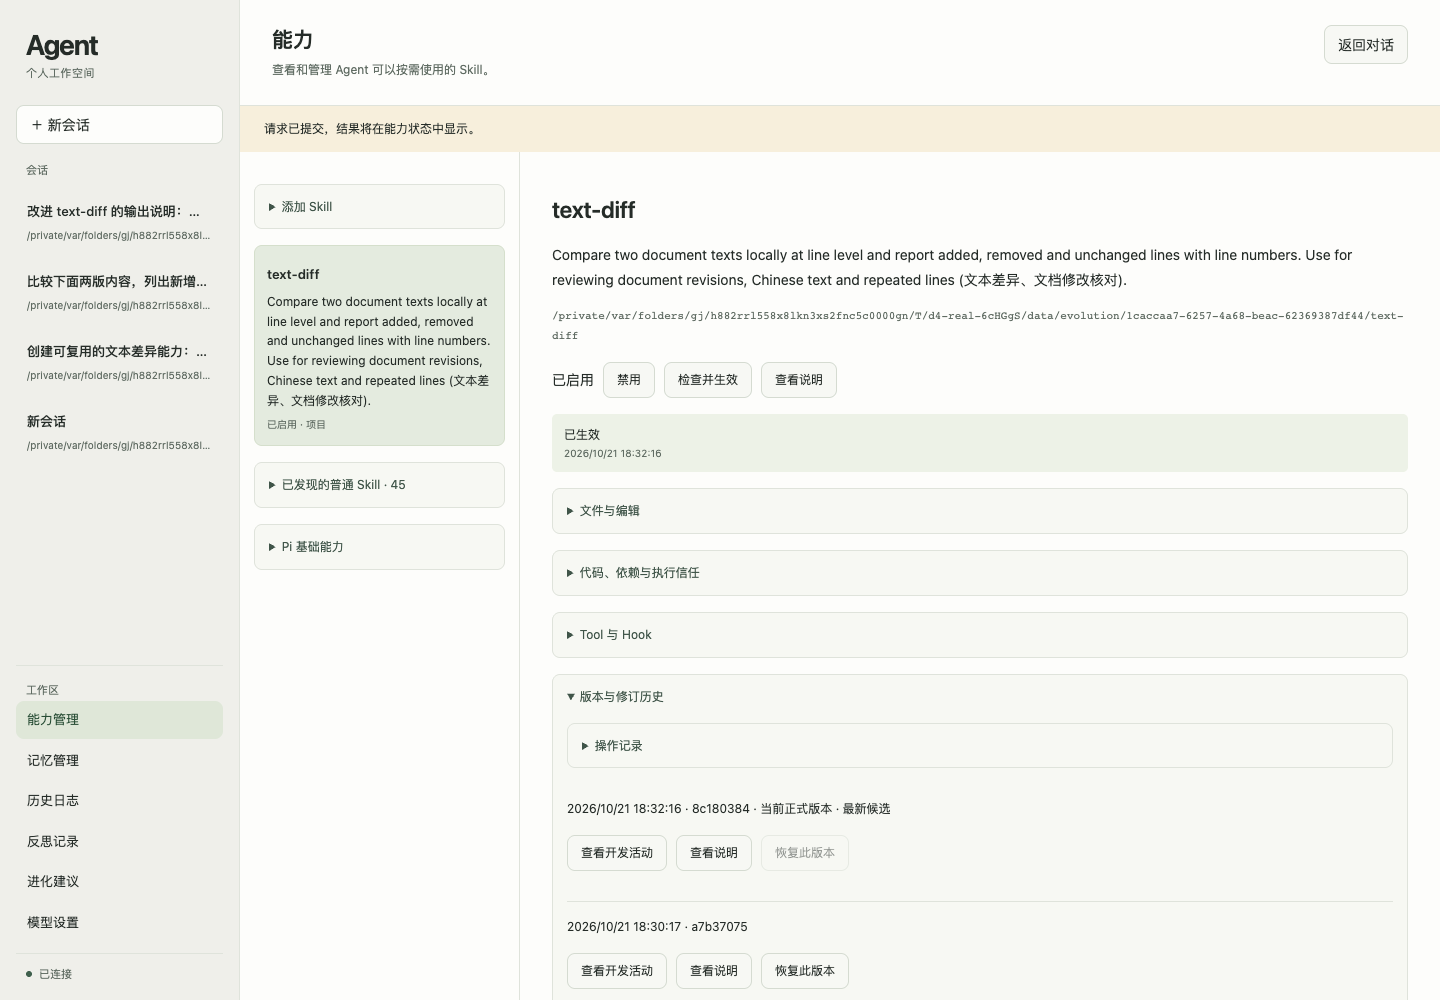 Agent
个人工作空间
+ 新会话
会话
改进 text-diff 的输出说明：...
/private/var/folders/gj/h882rrl558x8l...
比较下面两版内容，列出新增...
/private/var/folders/gj/h882rrl558x8l...
创建可复用的文本差异能力：...
/private/var/folders/gj/h882rrl558x8l...
新会话
/private/var/folders/gj/h882rrl558x8l...
工作区
能力管理
记忆管理
历史日志
反思记录
进化建议
模型设置
已连接
能力
查看和管理 Agent 可以按需使用的 Skill。
返回对话
请求已提交，结果将在能力状态中显示。
添加 Skill
text-diff
Compare two document texts locally at
line level and report added, removed
and unchanged lines with line numbers.
Use for reviewing document revisions,
Chinese text and repeated lines (文本差
异、文档修改核对).
已启用 · 项目
已发现的普通 Skill · 45
Pi 基础能力
text-diff
Compare two document texts locally at line level and report added, removed and unchanged lines with line numbers. Use for
reviewing document revisions, Chinese text and repeated lines (文本差异、文档修改核对).
/private/var/folders/gj/h882rrl558x8lkn3xs2fnc5c0000gn/T/d4-real-6cHGgS/data/evolution/1caccaa7-6257-4a68-beac-62369387df44/text-
diff
已启用
禁用
检查并生效
查看说明
已生效
2026/10/21 18:32:16
文件与编辑
代码、依赖与执行信任
Tool 与 Hook
版本与修订历史
操作记录
2026/10/21 18:32:16 · 8c180384 · 当前正式版本 · 最新候选
查看开发活动
查看说明
恢复此版本
2026/10/21 18:30:17 · a7b37075
查看开发活动
查看说明
恢复此版本